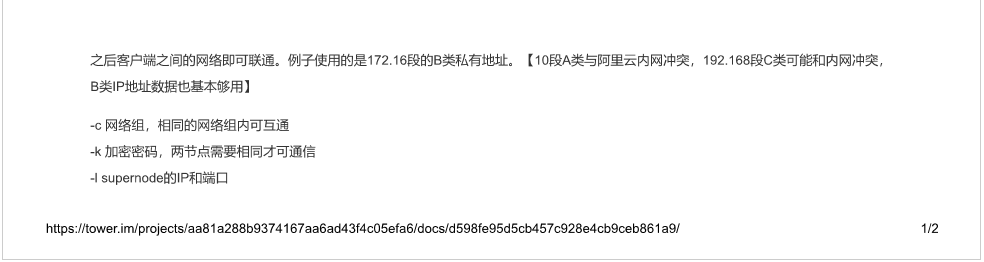 之后客户端之间的网络即可联通。例子使用的是172.16段的B类私有地址。【10段A类与阿里云内网冲突，192.168段C类可能和内网冲突，
B类IP地址数据也基本够用】
-c 网络组，相同的网络组内可互通
-k 加密密码，两节点需要相同才可通信
-l supernode的IP和端口
https://tower.im/projects/aa81a288b9374167aa6ad43f4c05efa6/docs/d598fe95d5cb457c928e4cb9ceb861a9/ 1/2